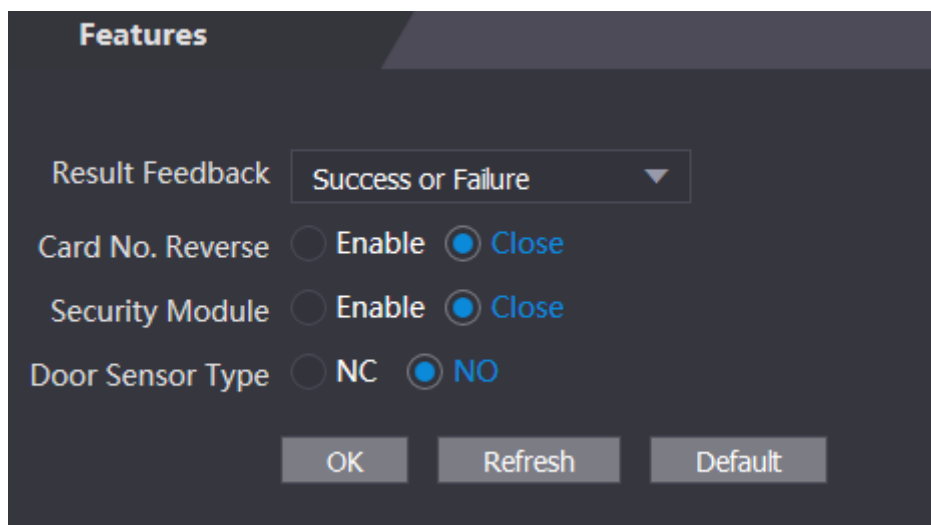 Features
Result Feedback Success or Failure
Card No. Reverse Enable Close
Security Module Enable Close
Door Sensor Type NC NO
OK Refresh Default